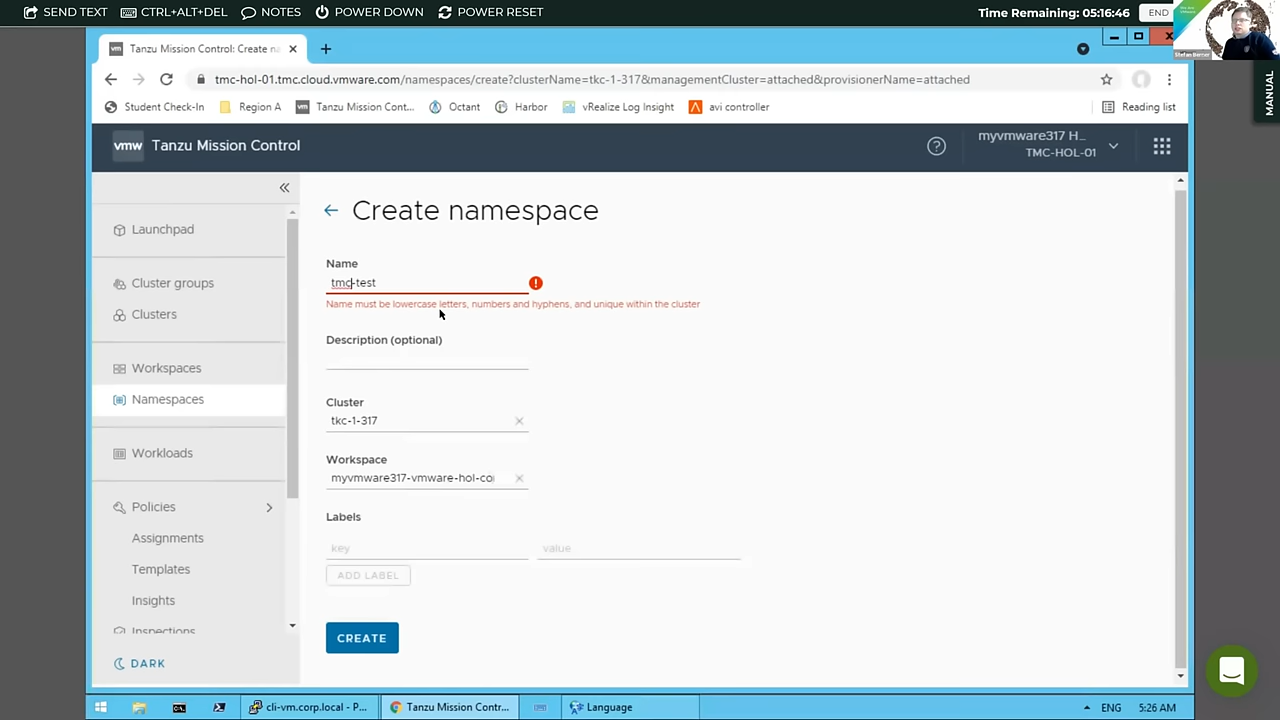 SEND TEXT CTRL+ALT+DEL NOTES POWER DOWN POWER RESET Time Remaining: 05:16:46 END
Stefan Berner
MANUAL
vm Tanzu Mission Control: Create na
tmc-hol-01.tmc.cloud.vmware.com/namespaces/create?clusterName=tkc-1-317&managementCluster=attached&provisionerName=attached
Student Check-In Region A vm Tanzu Mission Cont... Octant Harbor vRealize Log Insight avi controller Reading list
vmw Tanzu Mission Control
myvmware317 H...
TMC-HOL-01
Launchpad
Cluster groups
Clusters
Workspaces
Namespaces
Workloads
Policies
Assignments
Templates
Insights
Inspections
DARK
Create namespace
Name
tmc-test
Name must be lowercase letters, numbers and hyphens, and unique within the cluster
Description (optional)
Cluster
tkc-1-317
Workspace
myvmware317-vmware-hol-co
Labels
key value
ADD LABEL
CREATE
cli-vm.corp.local - P... Tanzu Mission Contr... Language ENG 5:26 AM